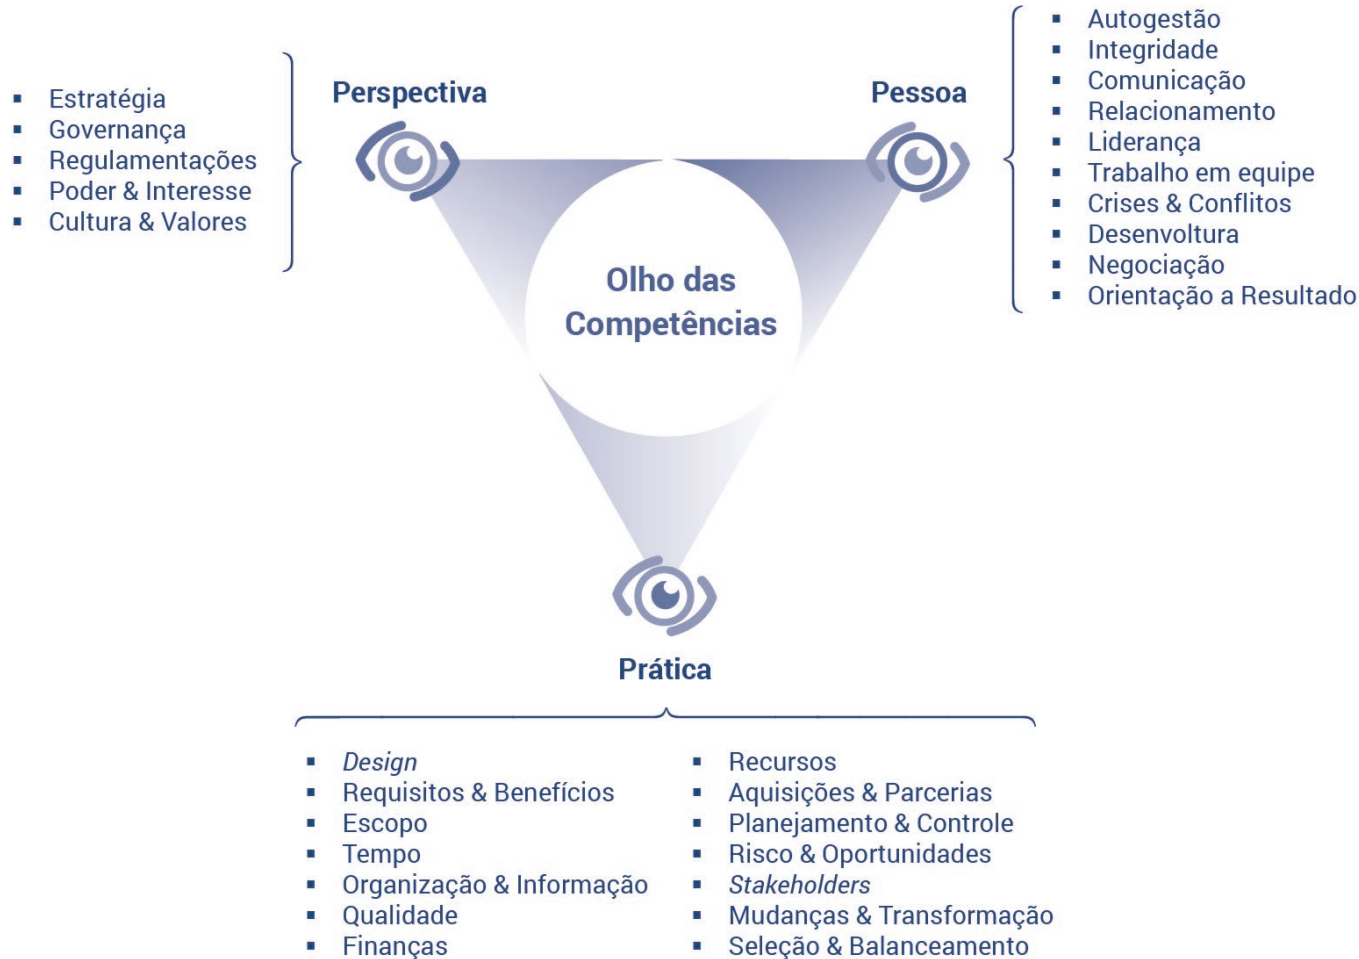 Perspectiva
▪ Estratégia
▪ Governança
▪ Regulamentações
▪ Poder & Interesse
▪ Cultura & Valores
Pessoa
▪ Autogestão
▪ Integridade
▪ Comunicação
▪ Relacionamento
▪ Liderança
▪ Trabalho em equipe
▪ Crises & Conflitos
▪ Desenvoltura
▪ Negociação
▪ Orientação a Resultado
Olho das
Competências
Prática
▪ Design
▪ Requisitos & Benefícios
▪ Escopo
▪ Tempo
▪ Organização & Informação
▪ Qualidade
▪ Finanças
▪ Recursos
▪ Aquisições & Parcerias
▪ Planejamento & Controle
▪ Risco & Oportunidades
▪ Stakeholders
▪ Mudanças & Transformação
▪ Seleção & Balanceamento